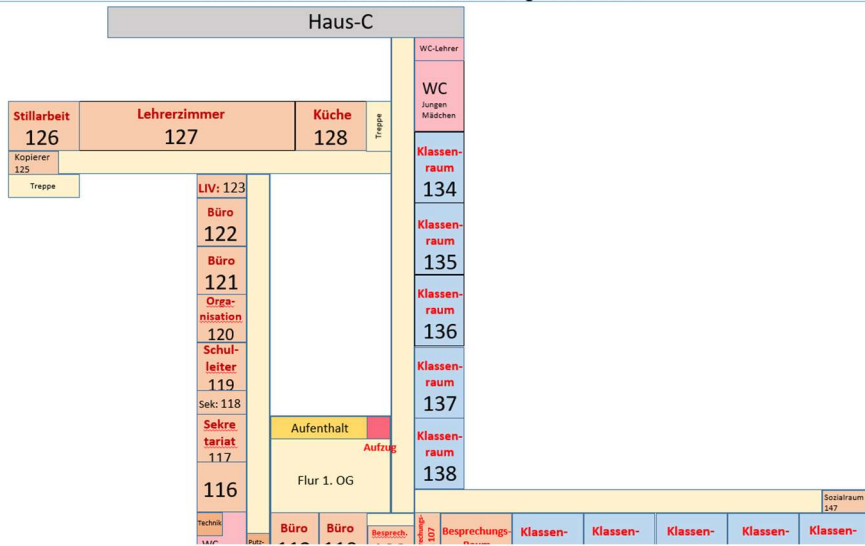 Haus-C
WC-Lehrer
WC
Jungen
Mädchen
Stillarbeit
126
Lehrerzimmer
127
Küche
128
Treppe
Kopierer
125
Treppe
Klassen-
raum
134
LIV: 123
Büro
122
Klassen-
raum
135
Büro
121
Orga-
nisation
120
Klassen-
raum
136
Schul-
leiter
119
Sek: 118
Klassen-
raum
137
Sekre
tariat
117
Aufenthalt
Aufzug
Klassen-
raum
138
116
Flur 1. OG
Sozialraum
147
Technik
WC
Putz-
Büro
Büro
Besprech.
107
Besprechungs-
Raum
Klassen-
Klassen-
Klassen-
Klassen-
Klassen-